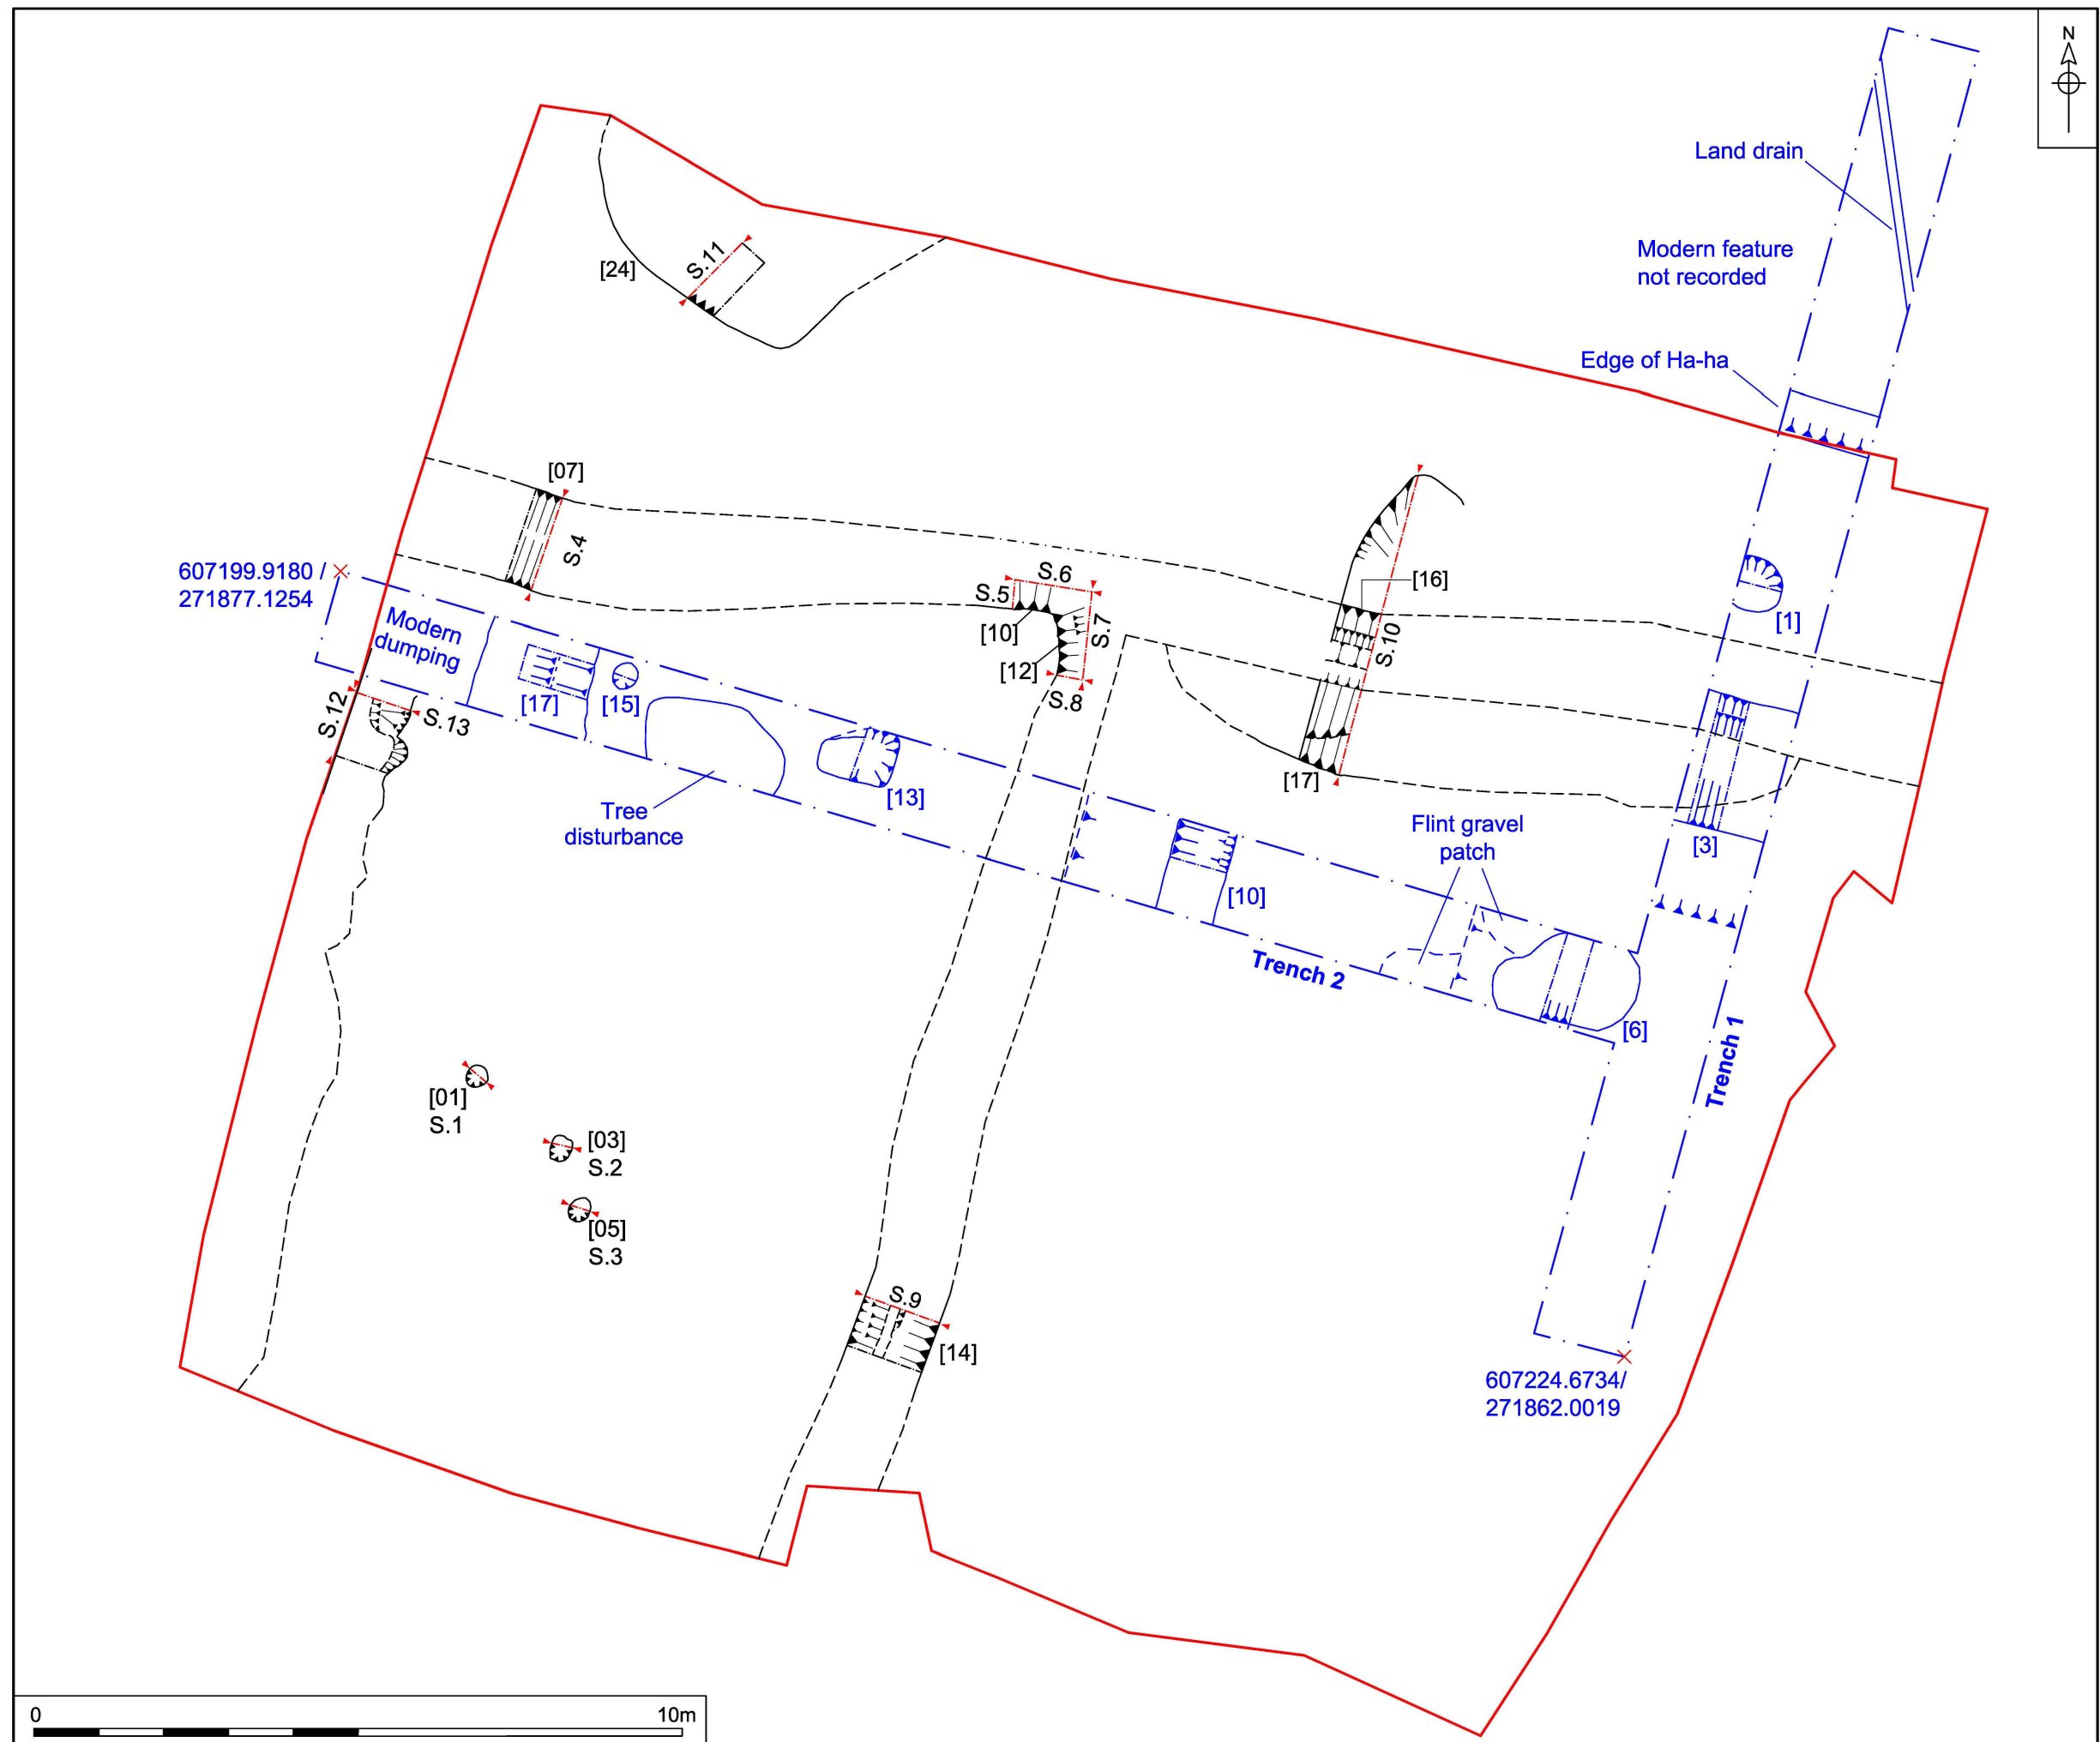 N
Land drain
Modern feature
not recorded
Edge of Ha-ha
[24]
S.11
[07]
S.4
607199.9180 /
271877.1254
Modern
dumping
S.5
S.6
[10]
S.7
[12]
S.8
[16]
S.10
[17]
[1]
S.12
S.13
[17]
[15]
Tree
disturbance
[13]
Flint gravel
patch
[3]
[10]
Trench 2
[6]
Trench 1
[01]
S.1
[03]
S.2
[05]
S.3
S.9
[14]
607224.6734/
271862.0019
0
10m